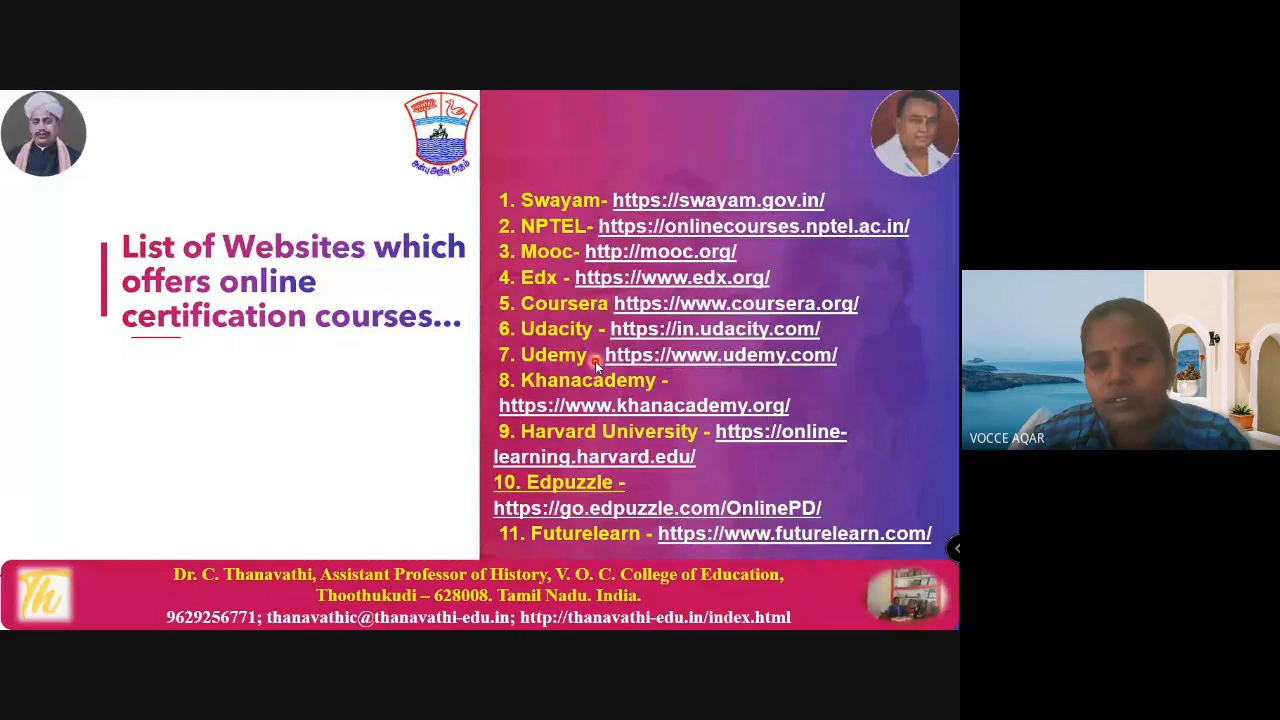 அன்பு அறிவு அருள்
List of Websites which
offers online
certification courses...
1. Swayam- https://swayam.gov.in/
2. NPTEL- https://onlinecourses.nptel.ac.in/
3. Mooc- http://mooc.org/
4. Edx - https://www.edx.org/
5. Coursera https://www.coursera.org/
6. Udacity - https://in.udacity.com/
7. Udemy - https://www.udemy.com/
8. Khanacademy -
https://www.khanacademy.org/
9. Harvard University - https://online-
learning.harvard.edu/
10. Edpuzzle -
https://go.edpuzzle.com/OnlinePD/
11. Futurelearn - https://www.futurelearn.com/
VOCCE AQAR
Th
Dr. C. Thanavathi, Assistant Professor of History, V. O. C. College of Education,
Thoothukudi – 628008. Tamil Nadu. India.
9629256771; thanavathic@thanavathi-edu.in; http://thanavathi-edu.in/index.html